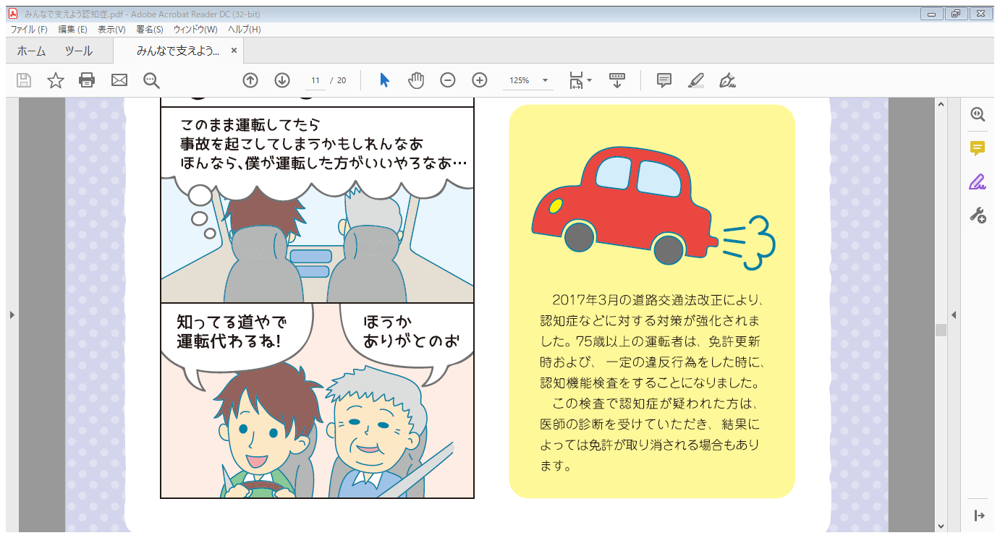 みんなで支えよう認知症.pdf - Adobe Acrobat Reader DC (32-bit)
ファイル(F) 編集(E) 表示(V) 署名(S) ウィンドウ(W) ヘルプ(H)
ホーム ツール みんなで支えよう... ×
11 / 20 125%
このまま運転してたら
事故を起こしてしまうかもしれんなあ
ほんなら、僕が運転した方がいいやろなあ…
知ってる道やで
運転代わるね!
ほうか
ありがとのお
2017年3月の道路交通法改正により、
認知症などに対する対策が強化されま
した。75歳以上の運転者は、免許更新
時および、一定の違反行為をした時に、
認知機能検査をすることになりました。
この検査で認知症が疑われた方は、
医師の診断を受けていただき、結果に
よっては免許が取り消される場合もあり
ます。